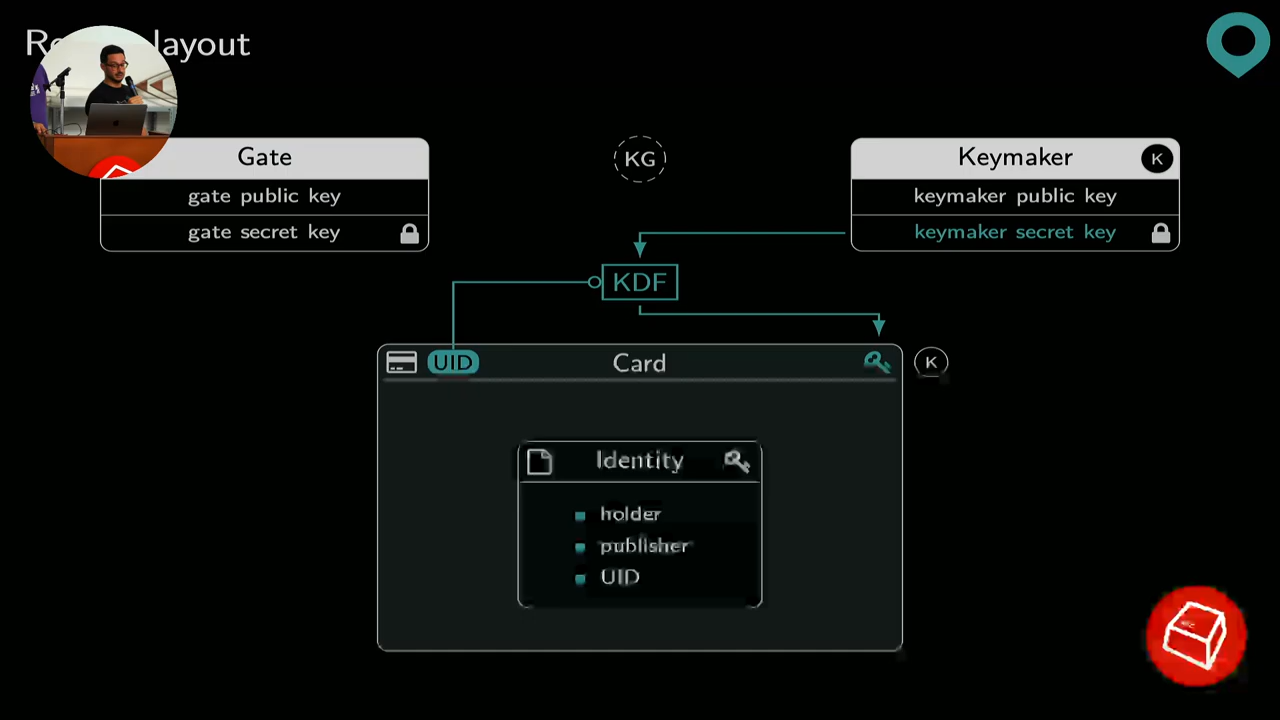 layout
Gate
gate public key
gate secret key
KG
Keymaker
K
keymaker public key
keymaker secret key
KDF
UID
Card
K
Identity
holder
publisher
UID